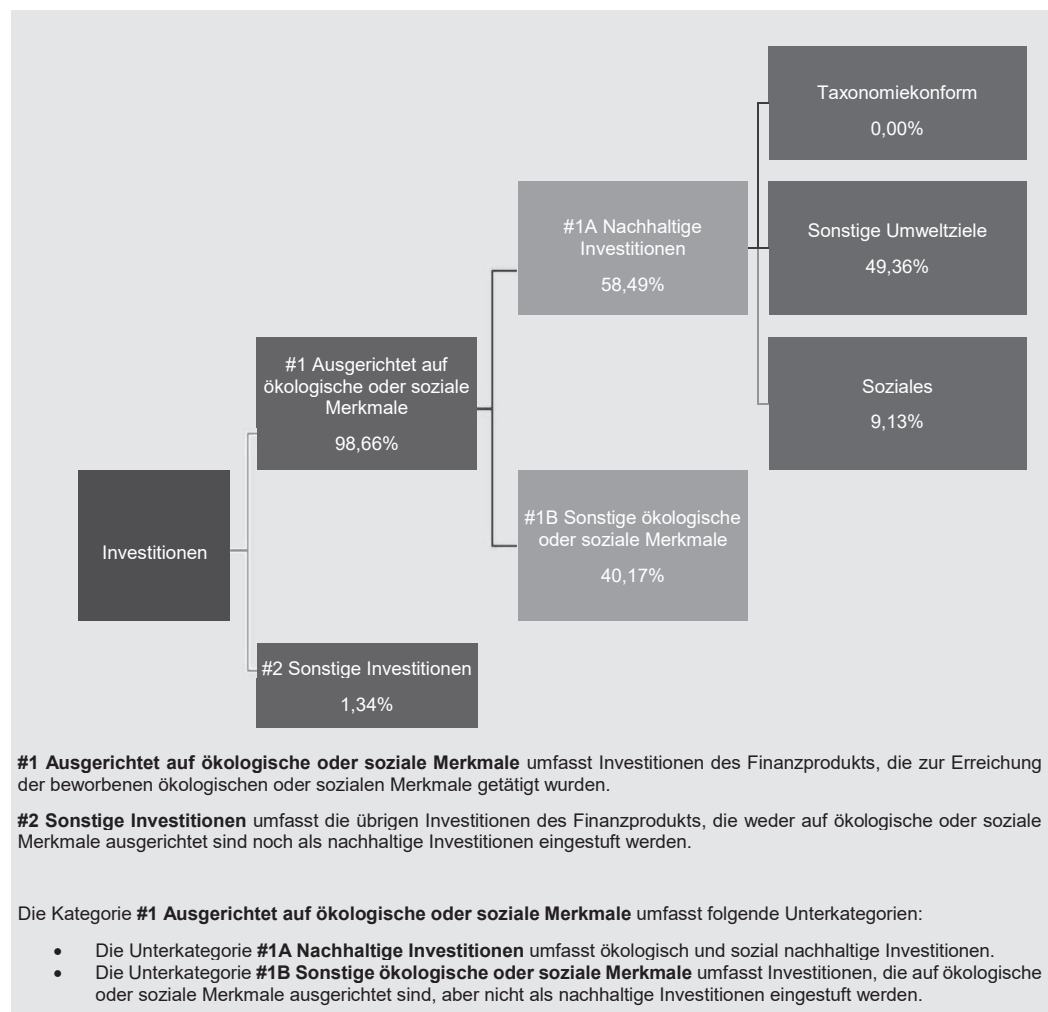 Taxonomiekonform
0,00%
#1A Nachhaltige
Investitionen
58,49%
Sonstige Umweltziele
49,36%
#1 Ausgerichtet auf
ökologische oder soziale
Merkmale
98,66%
Soziales
9,13%
Investitionen
#1B Sonstige ökologische
oder soziale Merkmale
40,17%
#2 Sonstige Investitionen
1,34%
#1 Ausgerichtet auf ökologische oder soziale Merkmale umfasst Investitionen des Finanzprodukts, die zur Erreichung
der beworbenen ökologischen oder sozialen Merkmale getätigt wurden.
#2 Sonstige Investitionen umfasst die übrigen Investitionen des Finanzprodukts, die weder auf ökologische oder soziale
Merkmale ausgerichtet sind noch als nachhaltige Investitionen eingestuft werden.
Die Kategorie #1 Ausgerichtet auf ökologische oder soziale Merkmale umfasst folgende Unterkategorien:
• Die Unterkategorie #1A Nachhaltige Investitionen umfasst ökologisch und sozial nachhaltige Investitionen.
• Die Unterkategorie #1B Sonstige ökologische oder soziale Merkmale umfasst Investitionen, die auf ökologische
oder soziale Merkmale ausgerichtet sind, aber nicht als nachhaltige Investitionen eingestuft werden.